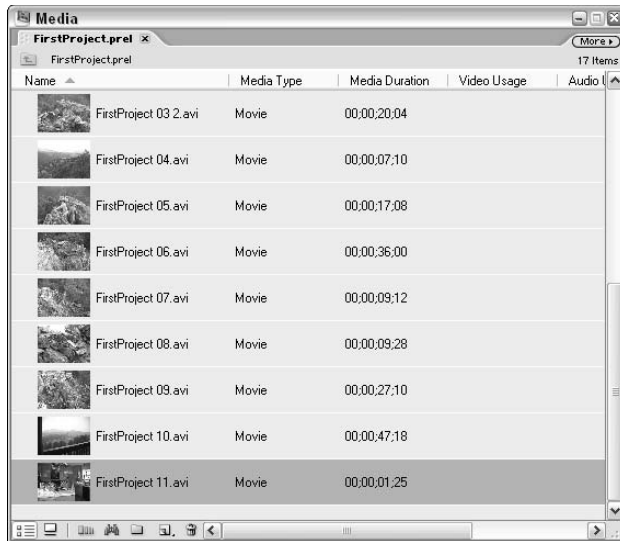 Media
FirstProject.prel
More
FirstProject.prel 17 Items
Name Media Type Media Duration Video Usage Audio
FirstProject 03 2.avi Movie 00;00;20;04
FirstProject 04.avi Movie 00;00;07;10
FirstProject 05.avi Movie 00;00;17;08
FirstProject 06.avi Movie 00;00;36;00
FirstProject 07.avi Movie 00;00;09;12
FirstProject 08.avi Movie 00;00;09;28
FirstProject 09.avi Movie 00;00;27;10
FirstProject 10.avi Movie 00;00;47;18
FirstProject 11.avi Movie 00;00;01;25